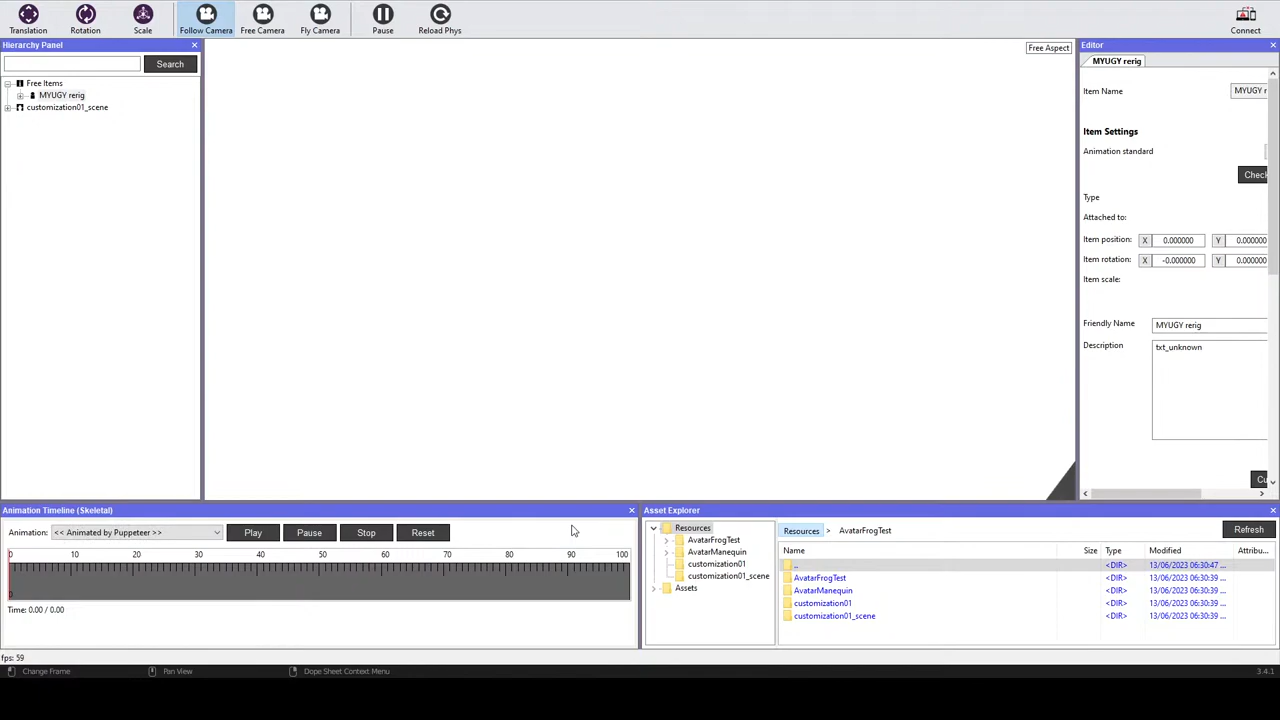 Translation Rotation Scale Follow Camera Free Camera Fly Camera Pause Reload Phys Connect
Hierarchy Panel
Search
Free Items
MYUGY rerig
customization01_scene
Free Aspect
Editor
MYUGY rerig
Item Name MYUGY r
Item Settings
Animation standard
Check
Type
Attached to:
Item position: X 0.000000 Y 0.000000
Item rotation: X -0.000000 Y 0.000000
Item scale:
Friendly Name MYUGY rerig
Description txt_unknown
Cu
Animation Timeline (Skeletal)
Animation: << Animated by Puppeteer >> Play Pause Stop Reset
0 10 20 30 40 50 60 70 80 90 100
0
Time: 0.00 / 0.00
Asset Explorer
Resources
AvatarFrogTest
AvatarManequin
customization01
customization01_scene
Assets
Resources > AvatarFrogTest Refresh
Name Size Type Modified Attribu...
.. <DIR> 13/06/2023 06:30:47 ...
AvatarFrogTest <DIR> 13/06/2023 06:30:39 ...
AvatarManequin <DIR> 13/06/2023 06:30:39 ...
customization01 <DIR> 13/06/2023 06:30:39 ...
customization01_scene <DIR> 13/06/2023 06:30:39 ...
fps: 59
Change Frame Pan View Dope Sheet Context Menu 3.4.1